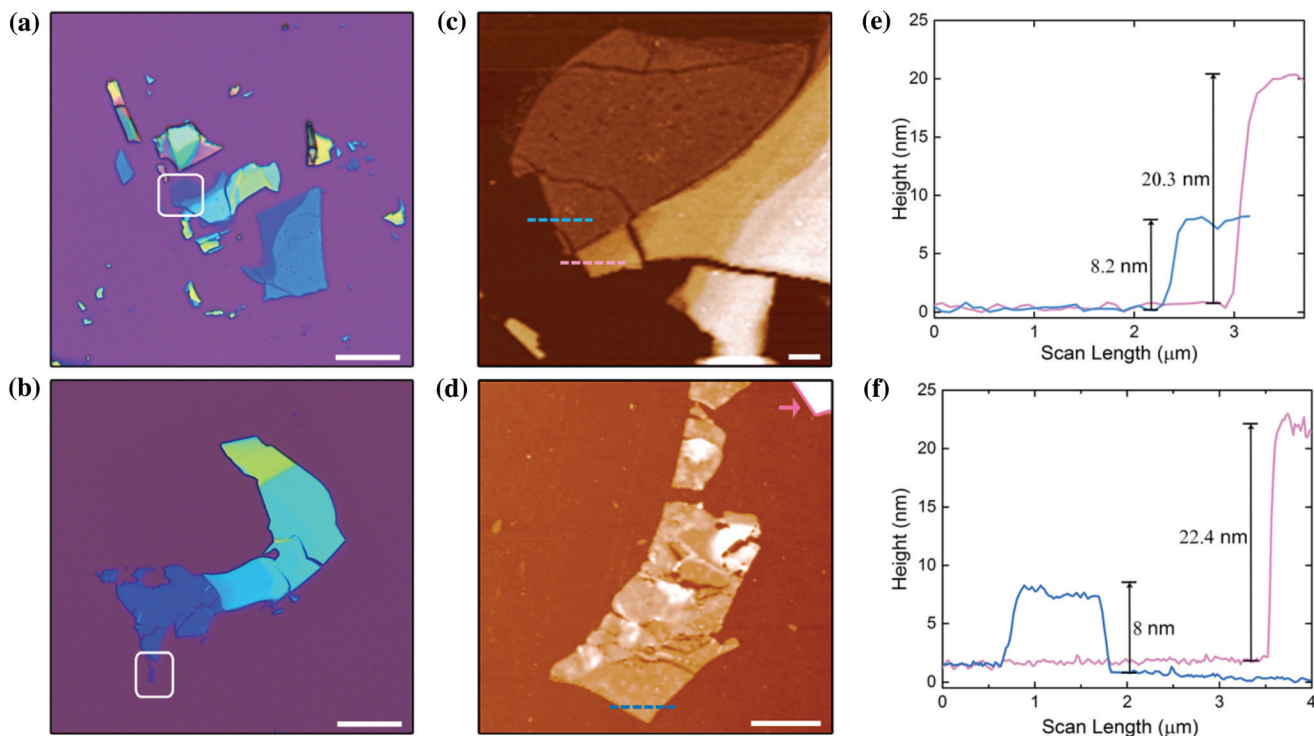 (a)
(c)
(e)
25
20
15
10
5
0
Height (nm)
20.3 nm
8.2 nm
0
1
2
3
Scan Length (μm)
(b)
(d)
(f)
25
20
15
10
5
0
Height (nm)
22.4 nm
8 nm
0
1
2
3
4
Scan Length (μm)